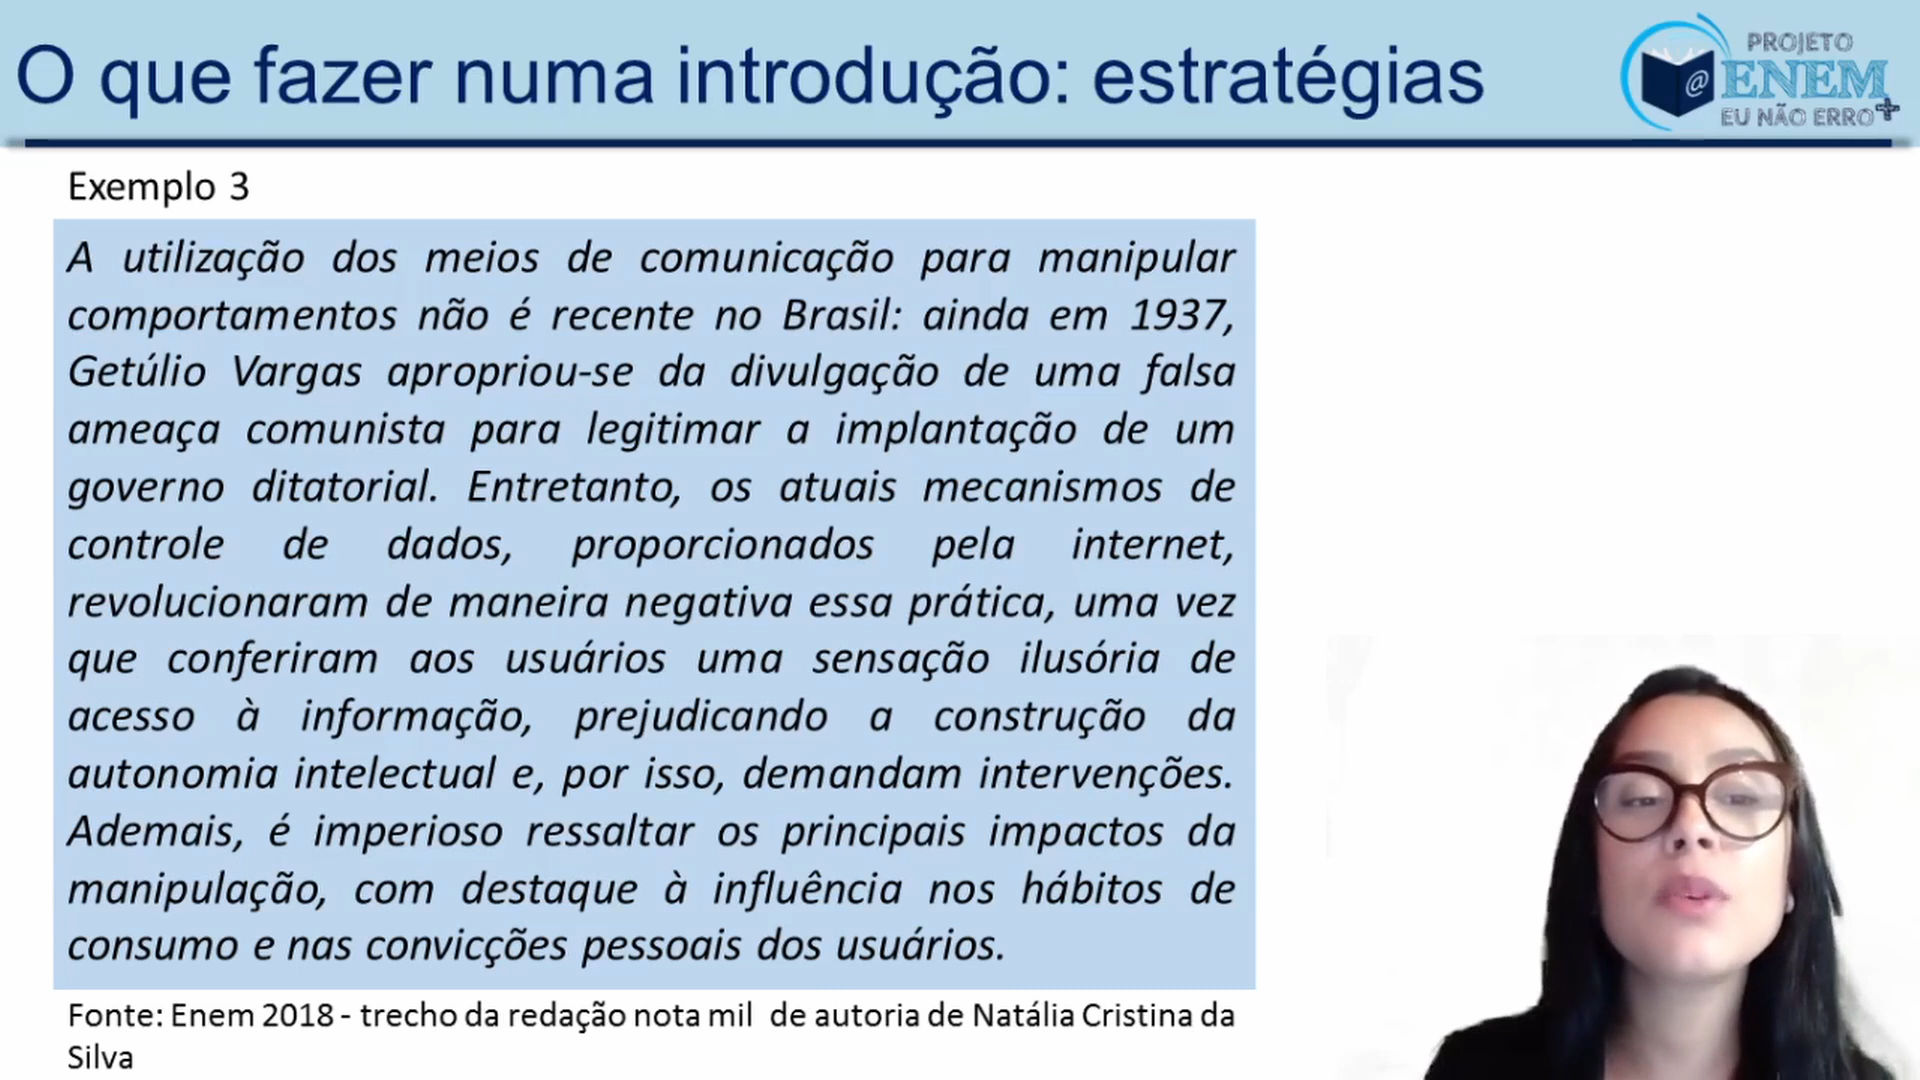 O que fazer numa introdução: estratégias
PROJETO
@ENEM
EU NÃO ERRO+
Exemplo 3
A utilização dos meios de comunicação para manipular
comportamentos não é recente no Brasil: ainda em 1937,
Getúlio Vargas apropriou-se da divulgação de uma falsa
ameaça comunista para legitimar a implantação de um
governo ditatorial. Entretanto, os atuais mecanismos de
controle de dados, proporcionados pela internet,
revolucionaram de maneira negativa essa prática, uma vez
que conferiram aos usuários uma sensação ilusória de
acesso à informação, prejudicando a construção da
autonomia intelectual e, por isso, demandam intervenções.
Ademais, é imperioso ressaltar os principais impactos da
manipulação, com destaque à influência nos hábitos de
consumo e nas convicções pessoais dos usuários.
Fonte: Enem 2018 - trecho da redação nota mil de autoria de Natália Cristina da
Silva